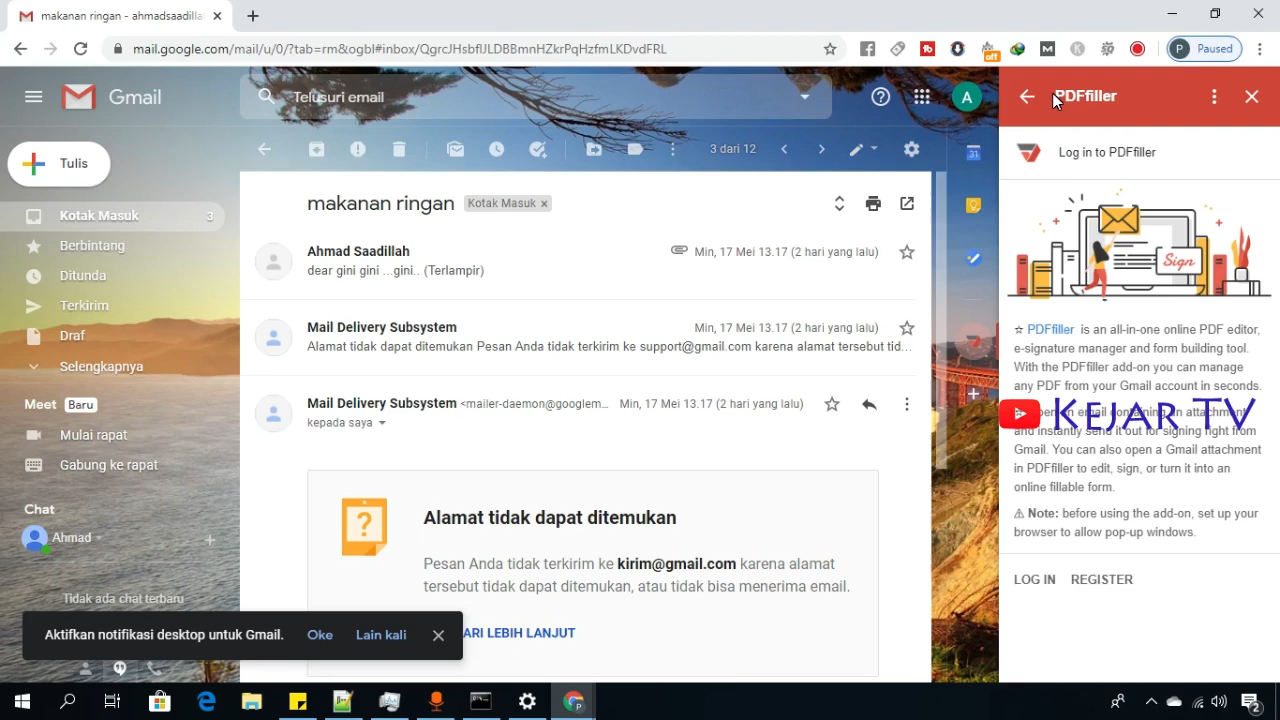 makanan ringan - ahmadsaadilla
mail.google.com/mail/u/0/?tab=rm&ogbl#inbox/QgrcJHsbflJLDBBmnHZkrPqHzfmLKDvdFRL
off
P Paused
Gmail
Telusuri email
A
PDFfiller
Tulis
3 dari 12
Log in to PDFfiller
makanan ringan
Kotak Masuk ×
Kotak Masuk 3
Berbintang
Ditunda
Terkirim
Draf
Selengkapnya
Meet Baru
Mulai rapat
Gabung ke rapat
Chat
Ahmad
Tidak ada chat terbaru
Ahmad Saadillah
Min, 17 Mei 13.17 (2 hari yang lalu)
dear gini gini ...gini.. (Terlampir)
Mail Delivery Subsystem
Min, 17 Mei 13.17 (2 hari yang lalu)
Alamat tidak dapat ditemukan Pesan Anda tidak terkirim ke support@gmail.com karena alamat tersebut tid...
Mail Delivery Subsystem <mailer-daemon@googlem... Min, 17 Mei 13.17 (2 hari yang lalu)
kepada saya
Alamat tidak dapat ditemukan
Pesan Anda tidak terkirim ke kirim@gmail.com karena alamat
tersebut tidak dapat ditemukan, atau tidak bisa menerima email.
ARI LEBIH LANJUT
Aktifkan notifikasi desktop untuk Gmail. Oke Lain kali
Sign
☆ PDFfiller is an all-in-one online PDF editor,
e-signature manager and form building tool.
With the PDFfiller add-on you can manage
any PDF from your Gmail account in seconds.
KEJAR TV
email containing an attachment
and instantly send it out for signing right from
Gmail. You can also open a Gmail attachment
in PDFfiller to edit, sign, or turn it into an
online fillable form.
⚠ Note: before using the add-on, set up your
browser to allow pop-up windows.
LOG IN REGISTER
2